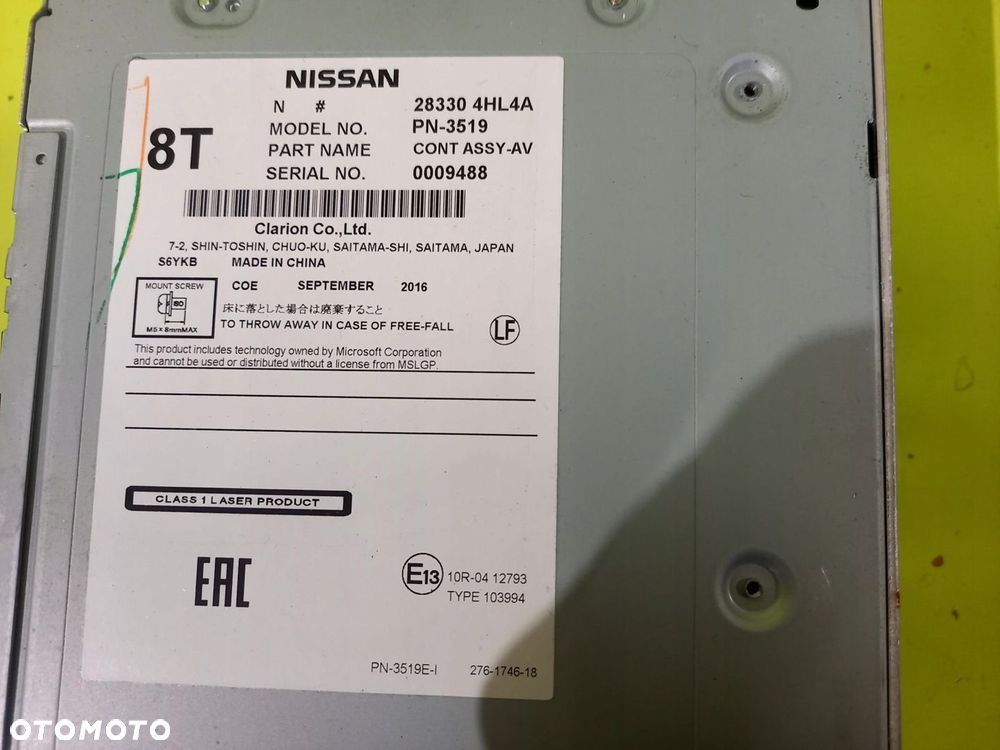 NISSAN
N # 28330 4HL4A
8T
MODEL NO. PN-3519
PART NAME CONT ASSY-AV
SERIAL NO. 0009488
Clarion Co.,Ltd.
7-2, SHIN-TOSHIN, CHUO-KU, SAITAMA-SHI, SAITAMA, JAPAN
S6YKB MADE IN CHINA
MOUNT SCREW
M5 x 8mmMAX
COE SEPTEMBER 2016
床に落とした場合は廃棄すること
TO THROW AWAY IN CASE OF FREE-FALL
LF
This product includes technology owned by Microsoft Corporation
and cannot be used or distributed without a license from MSLGP.
CLASS 1 LASER PRODUCT
EAC
E13 10R-04 12793
TYPE 103994
PN-3519E-I 276-1746-18
OTOMOTO